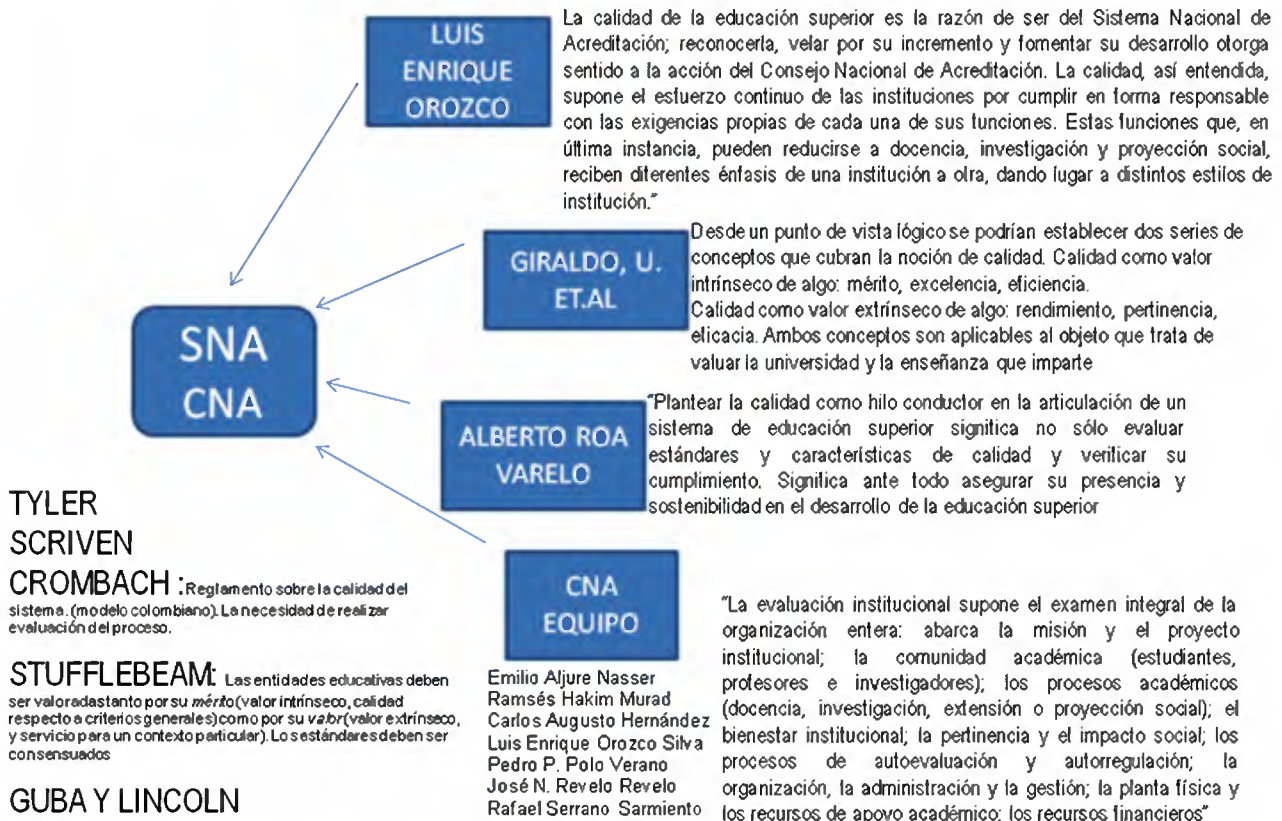 LUIS
ENRIQUE
OROZCO
La calidad de la educación superior es la razón de ser del Sistema Nacional de
Acreditación; reconocerla, velar por su incremento y fomentar su desarrollo otorga
sentido a la acción del Consejo Nacional de Acreditación. La calidad, así entendida,
supone el esfuerzo continuo de las instituciones por cumplir en forma responsable
con las exigencias propias de cada una de sus funciones. Estas funciones que, en
última instancia, pueden reducirse a docencia, investigación y proyección social,
reciben diferentes énfasis de una institución a otra, dando lugar a distintos estilos de
institución.”
GIRALDO, U.
ET.AL
Desde un punto de vista lógico se podrían establecer dos series de
conceptos que cubran la noción de calidad. Calidad como valor
intrínseco de algo: mérito, excelencia, eficiencia.
Calidad como valor extrínseco de algo: rendimiento, pertinencia,
eficacia. Ambos conceptos son aplicables al objeto que trata de
valuar la universidad y la enseñanza que imparte
SNA
CNA
ALBERTO ROA
VARELO
“Plantear la calidad como hilo conductor en la articulación de un
sistema de educación superior significa no sólo evaluar
estándares y características de calidad y verificar su
cumplimiento. Significa ante todo asegurar su presencia y
sostenibilidad en el desarrollo de la educación superior
TYLER
SCRIVEN
CROMBACH : Reglamento sobre la calidad del
sistema. (modelo colombiano). La necesidad de realizar
evaluación del proceso.
STUFFLEBEAM: Las entidades educativas deben
ser valoradas tanto por su mérito (valor intrínseco, calidad
respecto a criterios generales) como por su valor (valor extrínseco,
y servicio para un contexto particular). Los estándares deben ser
consensuados
GUBA Y LINCOLN
CNA
EQUIPO
Emilio Aljure Nasser
Ramsés Hakim Murad
Carlos Augusto Hernández
Luis Enrique Orozco Silva
Pedro P. Polo Verano
José N. Revelo Revelo
Rafael Serrano Sarmiento
“La evaluación institucional supone el examen integral de la
organización entera: abarca la misión y el proyecto
institucional; la comunidad académica (estudiantes,
profesores e investigadores); los procesos académicos
(docencia, investigación, extensión o proyección social); el
bienestar institucional; la pertinencia y el impacto social; los
procesos de autoevaluación y autorregulación; la
organización, la administración y la gestión; la planta física y
los recursos de apoyo académico; los recursos financieros”